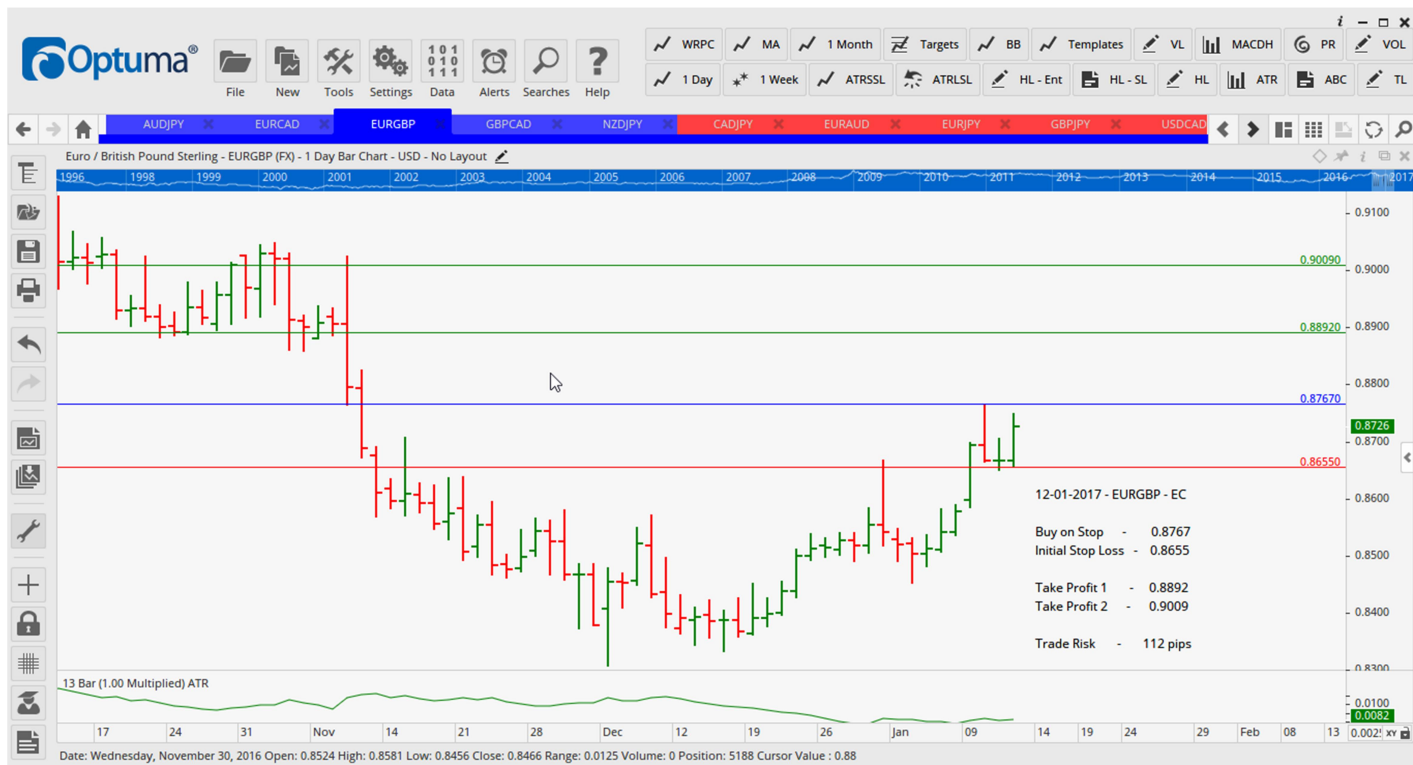 Optuma®
File
New
Tools
Settings
101
010
111
Data
Alerts
Searches
?
Help
WRPC
MA
1 Month
Targets
BB
Templates
VL
MACDH
PR
VOL
1 Day
1 Week
ATRSSL
ATRLSL
HL - Ent
HL - SL
HL
ATR
ABC
TL
AUDJPY
EURCAD
EURGBP
GBPCAD
NZDJPY
CADJPY
EURAUD
EURJPY
GBPJPY
USDCAD
Euro / British Pound Sterling - EURGBP (FX) - 1 Day Bar Chart - USD - No Layout
1996 1998 1999 2000 2001 2002 2003 2004 2005 2006 2007 2008 2009 2010 2011 2012 2013 2014 2015 2016 2017
0.9100
0.90090
0.9000
0.88920
0.8900
0.8800
0.87670
0.8726
0.8700
0.86550
0.8600
12-01-2017 - EURGBP - EC
Buy on Stop - 0.8767
Initial Stop Loss - 0.8655
0.8500
Take Profit 1 - 0.8892
Take Profit 2 - 0.9009
0.8400
Trade Risk - 112 pips
0.8300
13 Bar (1.00 Multiplied) ATR
0.0100
0.0082
17 24 31 Nov 14 21 28 Dec 12 19 26 Jan 09 14 19 24 29 Feb 08 13
XY
Date: Wednesday, November 30, 2016 Open: 0.8524 High: 0.8581 Low: 0.8456 Close: 0.8466 Range: 0.0125 Volume: 0 Position: 5188 Cursor Value : 0.88